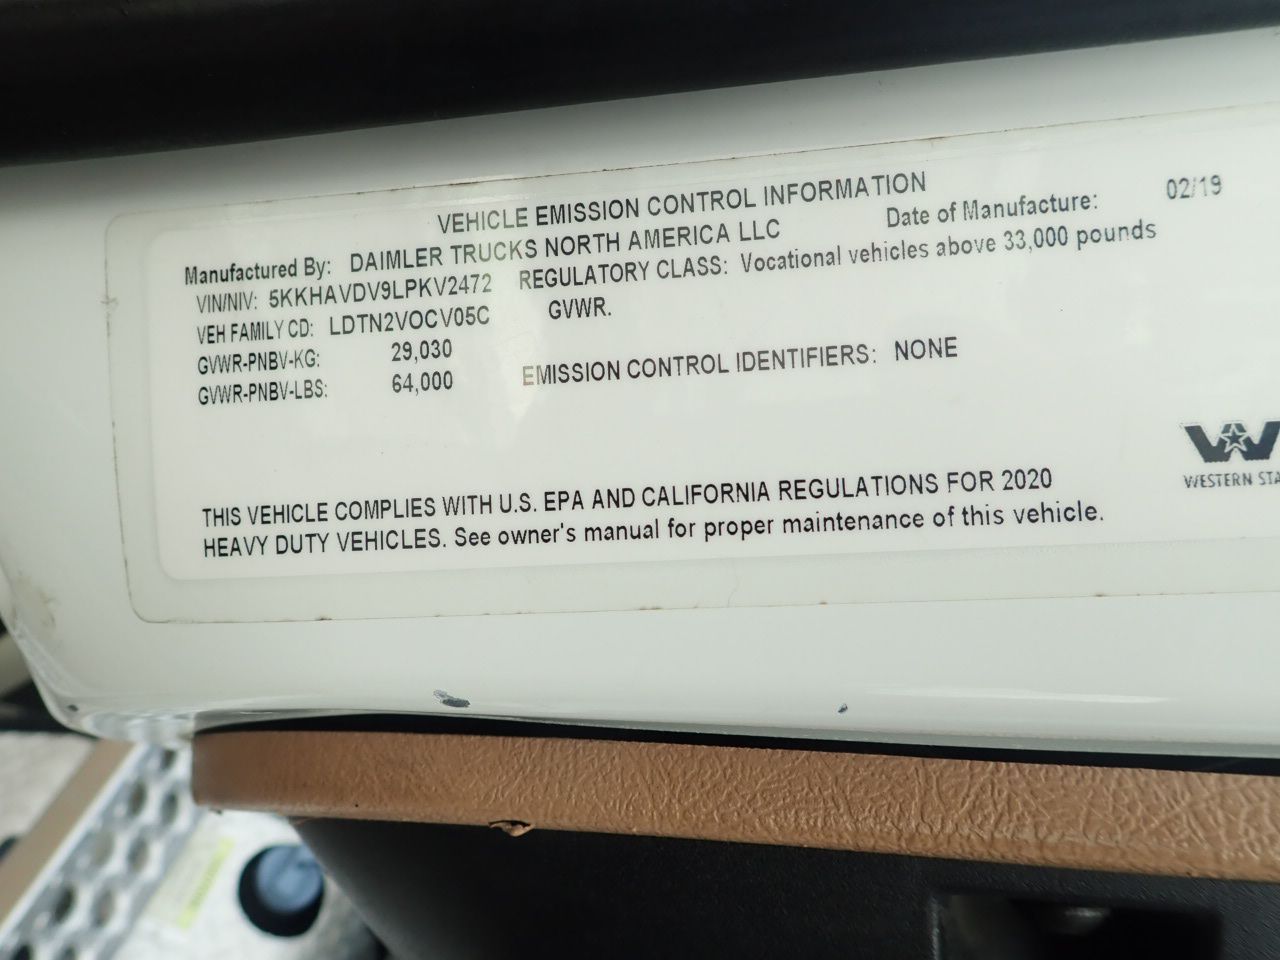 VEHICLE EMISSION CONTROL INFORMATION
Manufactured By: DAIMLER TRUCKS NORTH AMERICA LLC Date of Manufacture: 02/19
VIN/NIV: 5KKHAVDV9LPKV2472 REGULATORY CLASS: Vocational vehicles above 33,000 pounds
VEH FAMILY CD: LDTN2VOCV05C GVWR.
GVWR-PNBV-KG: 29,030
GVWR-PNBV-LBS: 64,000 EMISSION CONTROL IDENTIFIERS: NONE
WESTERN STA
THIS VEHICLE COMPLIES WITH U.S. EPA AND CALIFORNIA REGULATIONS FOR 2020
HEAVY DUTY VEHICLES. See owner's manual for proper maintenance of this vehicle.